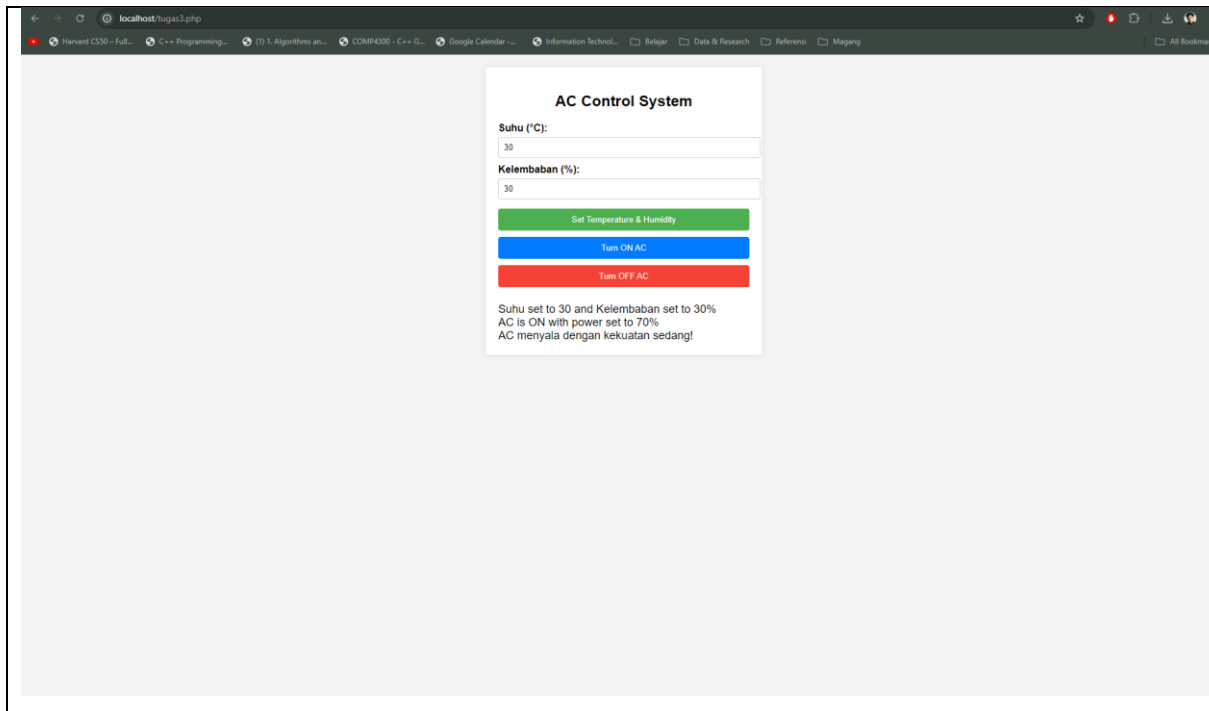 localhost/tugas3.php
Harvard CS50 – Full... C++ Programming... (1) 1. Algorithms an... COMP4300 - C++ G... Google Calendar -... Information Technol... Belajar Data & Research Referensi Magang All Bookma
AC Control System
Suhu (°C):
30
Kelembaban (%):
30
Set Temperature & Humidity
Turn ON AC
Turn OFF AC
Suhu set to 30 and Kelembaban set to 30%
AC is ON with power set to 70%
AC menyala dengan kekuatan sedang!